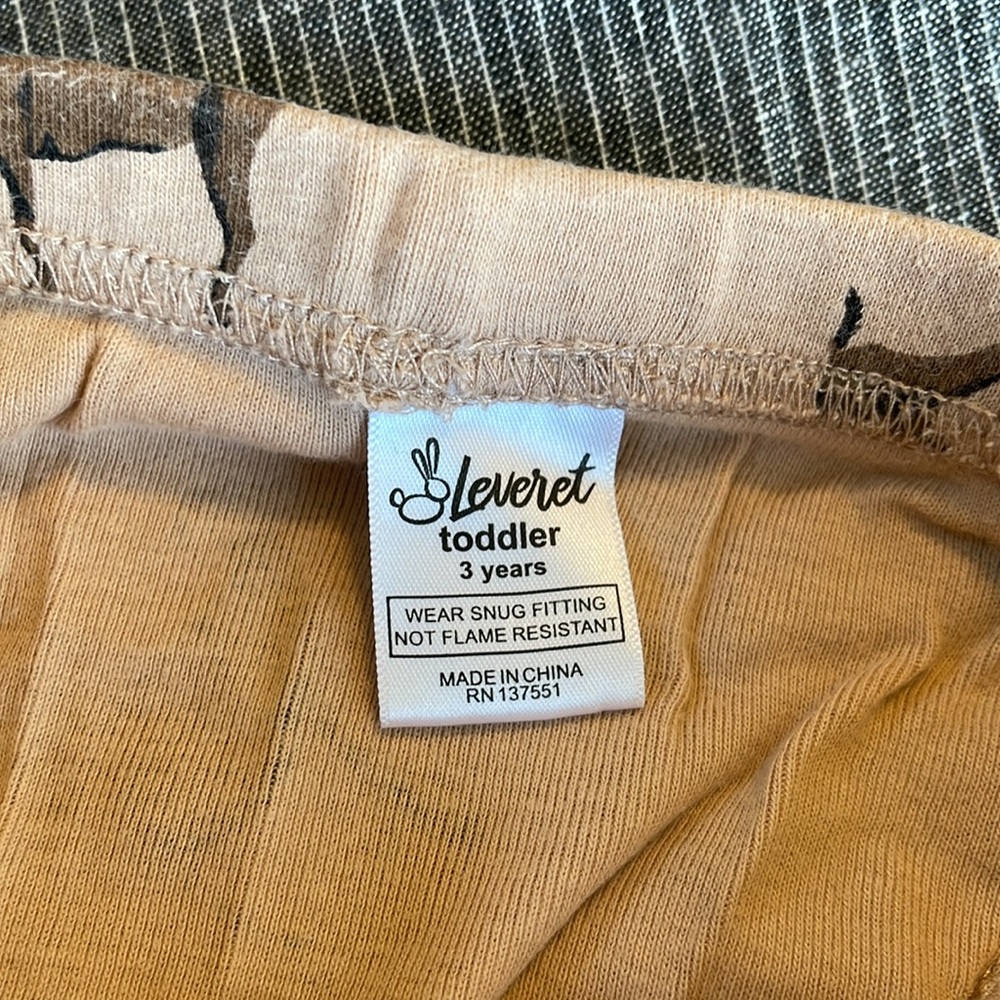 Leveret
toddler
3 years
WEAR SNUG FITTING
NOT FLAME RESISTANT
MADE IN CHINA
RN 137551